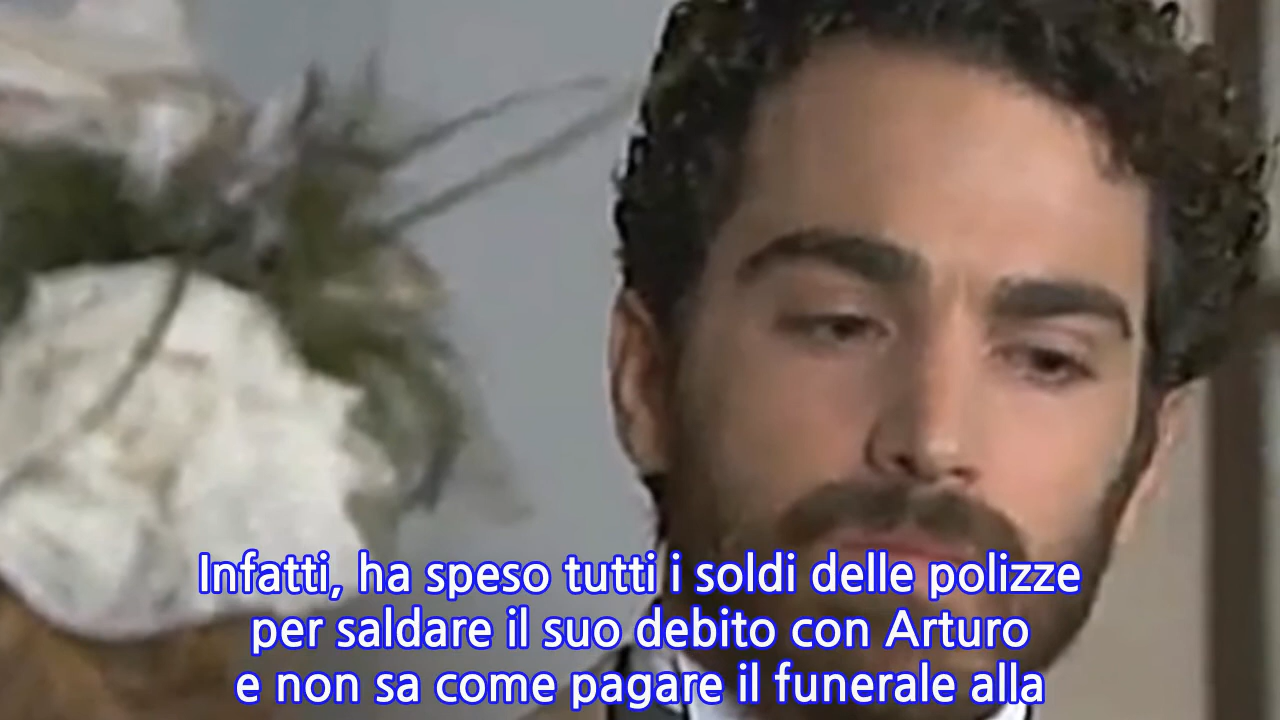 Infatti, ha speso tutti i soldi delle polizze
per saldare il suo debito con Arturo
e non sa come pagare il funerale alla